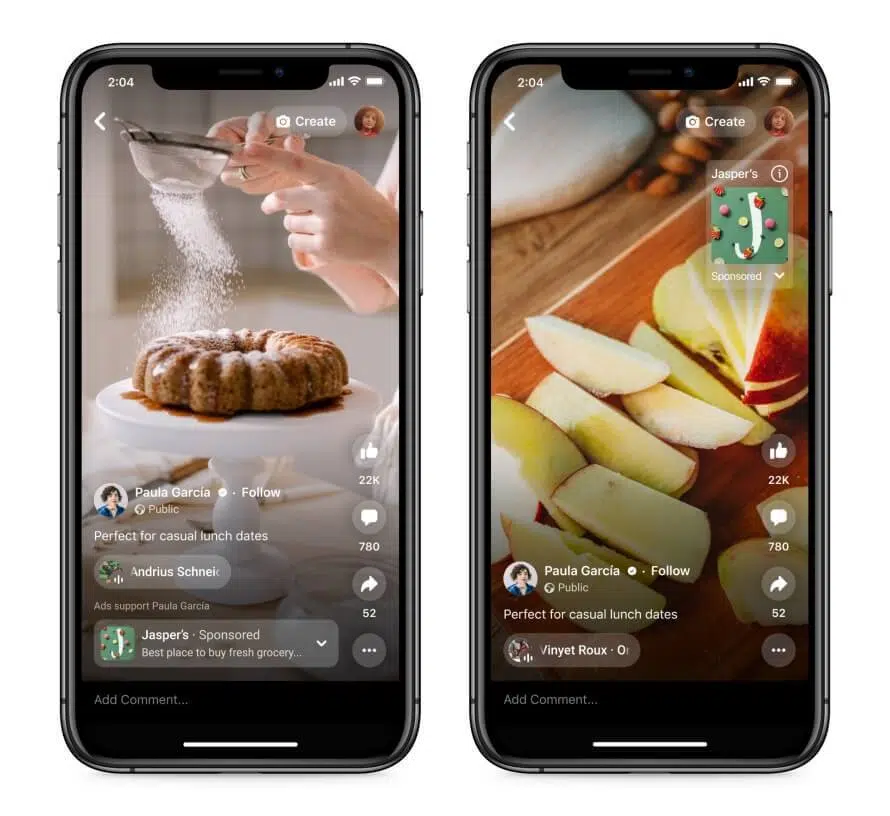 2:04
Create
Paula García · Follow
Public
Perfect for casual lunch dates
Andrius Schnei
Ads support Paula García
Jasper's · Sponsored
Best place to buy fresh grocery...
22K
780
52
Add Comment...
2:04
Create
Jasper's
J
Sponsored
22K
780
52
Paula García · Follow
Public
Perfect for casual lunch dates
Vinyet Roux · Or
Add Comment...